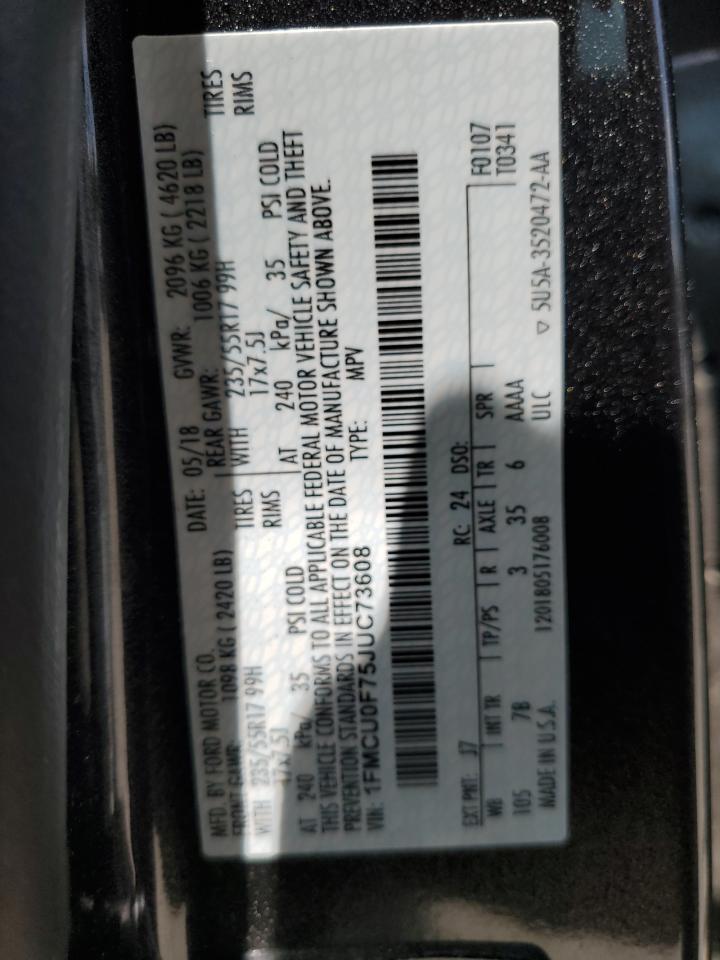 MFD. BY FORD MOTOR CO. DATE: 05/18 GVWR: 2096 KG ( 4620 LB)
FRONT GAWR: 1098 KG ( 2420 LB) REAR GAWR: 1006 KG ( 2218 LB)
WITH 235/55R17 99H TIRES WITH 235/55R17 99H TIRES
17x7.5J RIMS 17x7.5J RIMS
AT 240 kPa/ 35 PSI COLD AT 240 kPa/ 35 PSI COLD
THIS VEHICLE CONFORMS TO ALL APPLICABLE FEDERAL MOTOR VEHICLE SAFETY AND THEFT
PREVENTION STANDARDS IN EFFECT ON THE DATE OF MANUFACTURE SHOWN ABOVE.
VIN: 1FMCU0F75JUC73608 TYPE: MPV
F0107
EXT PNT: J7 RC: 24 DSO: T0341
WB INT TR TP/PS R AXLE TR SPR
105 7B 3 35 6 AAAA
1201805176008 ULC
MADE IN U.S.A. ▽ 5U5A-3520472-AA